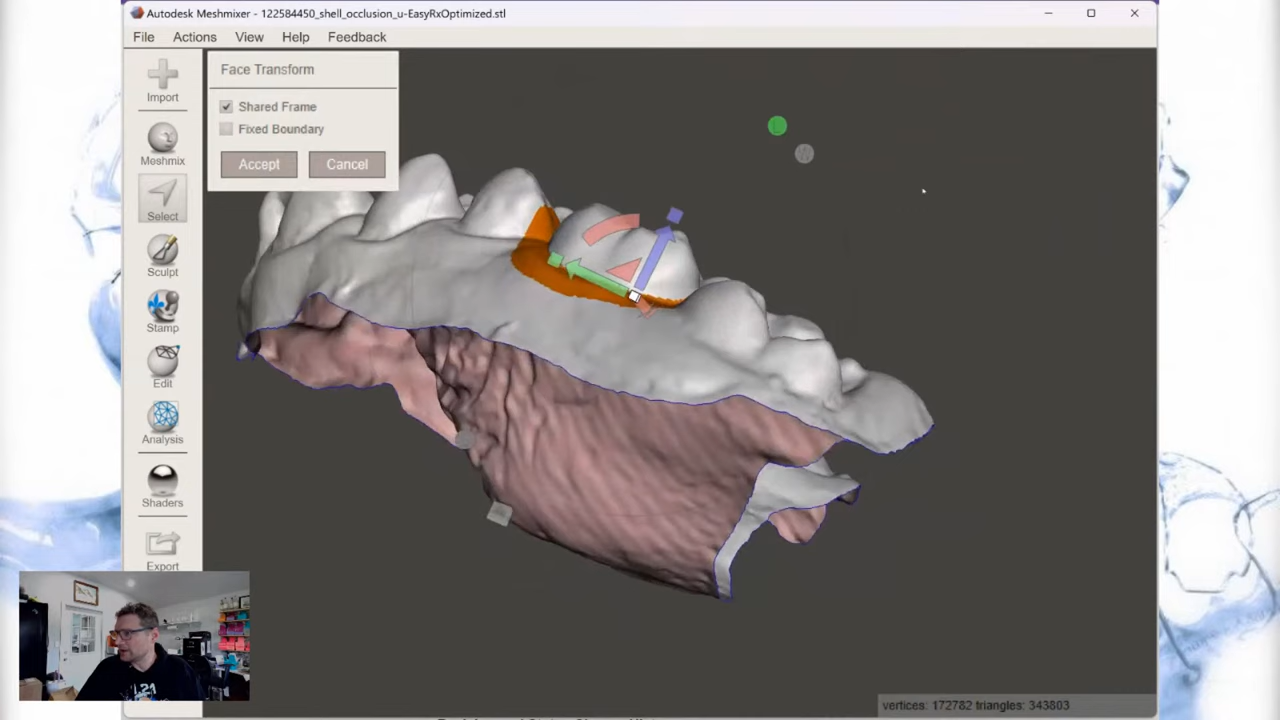 Autodesk Meshmixer - 122584450_shell_occlusion_u-EasyRxOptimized.stl
File Actions View Help Feedback
Face Transform
Shared Frame
Fixed Boundary
Accept Cancel
Import
Meshmix
Select
Sculpt
Stamp
Edit
Analysis
Shaders
Export
vertices: 172782 triangles: 343803